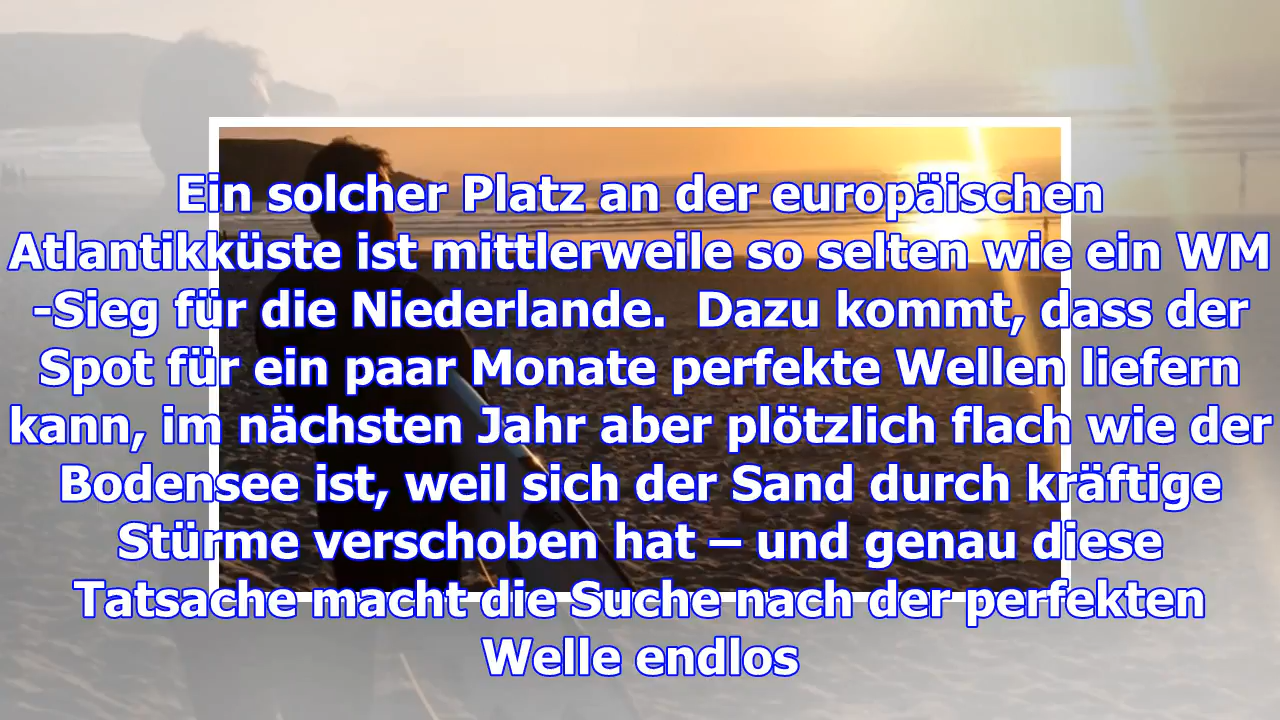 Ein solcher Platz an der europäischen
Atlantikküste ist mittlerweile so selten wie ein WM
-Sieg für die Niederlande.  Dazu kommt, dass der
Spot für ein paar Monate perfekte Wellen liefern
kann, im nächsten Jahr aber plötzlich flach wie der
Bodensee ist, weil sich der Sand durch kräftige
Stürme verschoben hat – und genau diese
Tatsache macht die Suche nach der perfekten
Welle endlos